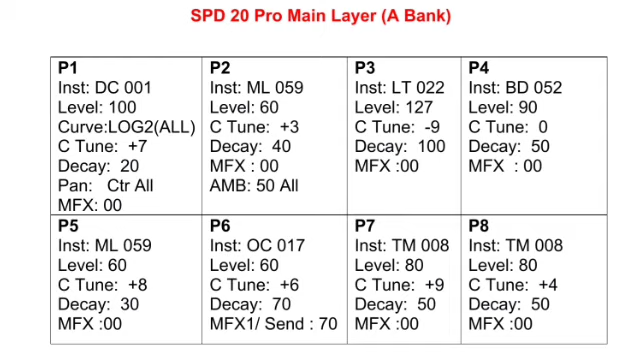 SPD 20 Pro Main Layer (A Bank)
P1
Inst: DC 001
Level: 100
Curve:LOG2(ALL)
C Tune: +7
Decay: 20
Pan: Ctr All
MFX: 00
P2
Inst: ML 059
Level: 60
C Tune: +3
Decay: 40
MFX : 00
AMB: 50 All
P3
Inst: LT 022
Level: 127
C Tune: -9
Decay: 100
MFX :00
P4
Inst: BD 052
Level: 90
C Tune: 0
Decay: 50
MFX : 00
P5
Inst: ML 059
Level: 60
C Tune: +8
Decay: 30
MFX :00
P6
Inst: OC 017
Level: 60
C Tune: +6
Decay: 70
MFX1/ Send : 70
P7
Inst: TM 008
Level: 80
C Tune: +9
Decay: 50
MFX :00
P8
Inst: TM 008
Level: 80
C Tune: +4
Decay: 50
MFX :00